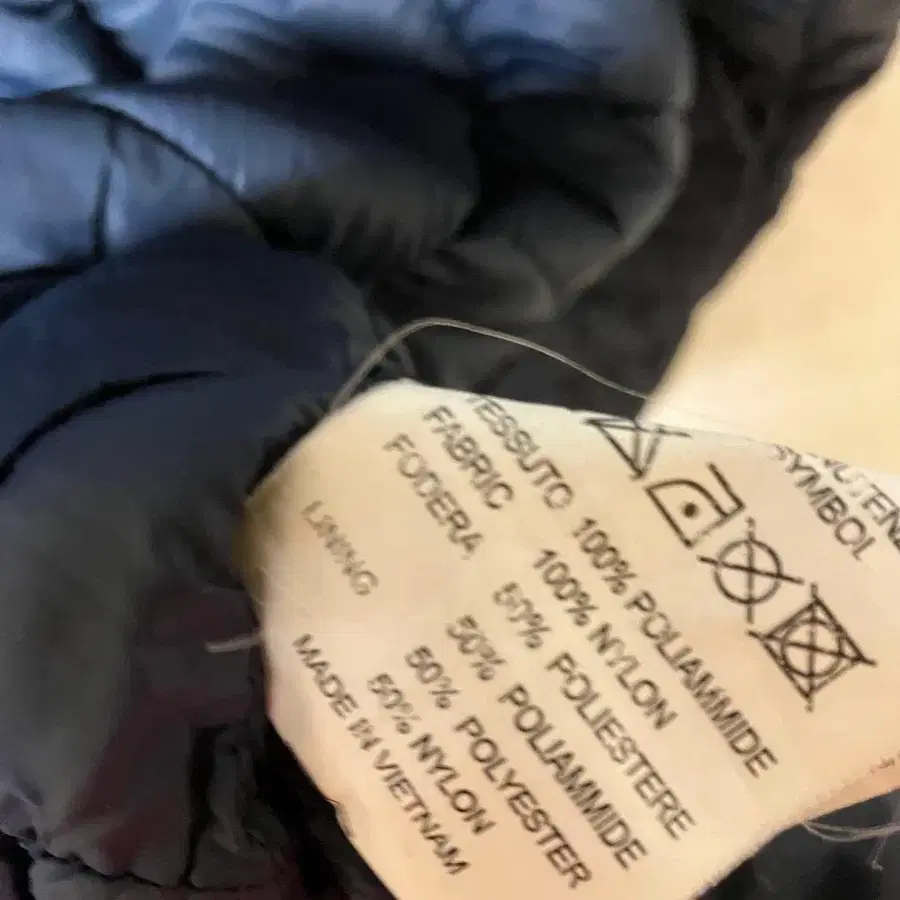 SYMBOL
TESSUTO 100% POLIAMMIDE
FABRIC 100% NYLON
FODERA 50% POLIESTERE
50% POLIAMMIDE
LINING 50% POLYESTER
50% NYLON
MADE IN VIETNAM